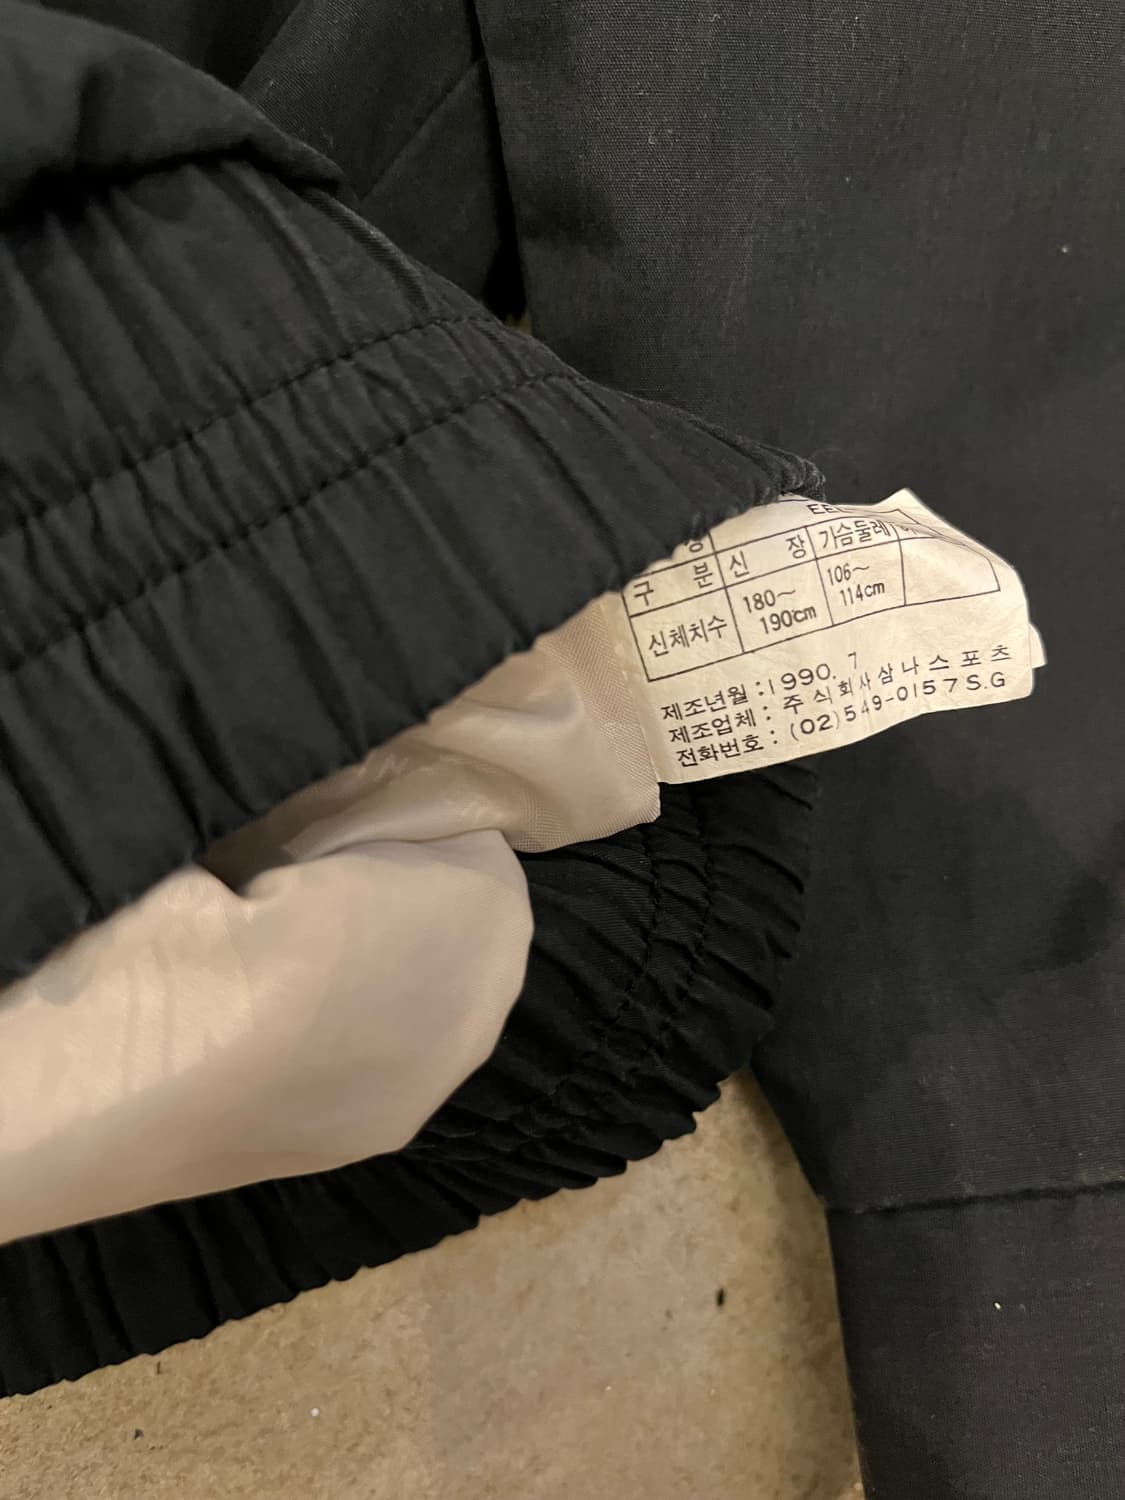 EE
구 분 신 장 가슴둘레
신체치수 180~190cm 106~114cm
제조년월 : 1990. 7
제조업체 : 주식회사삼나스포츠
전화번호 : (02)549-0157 S.G